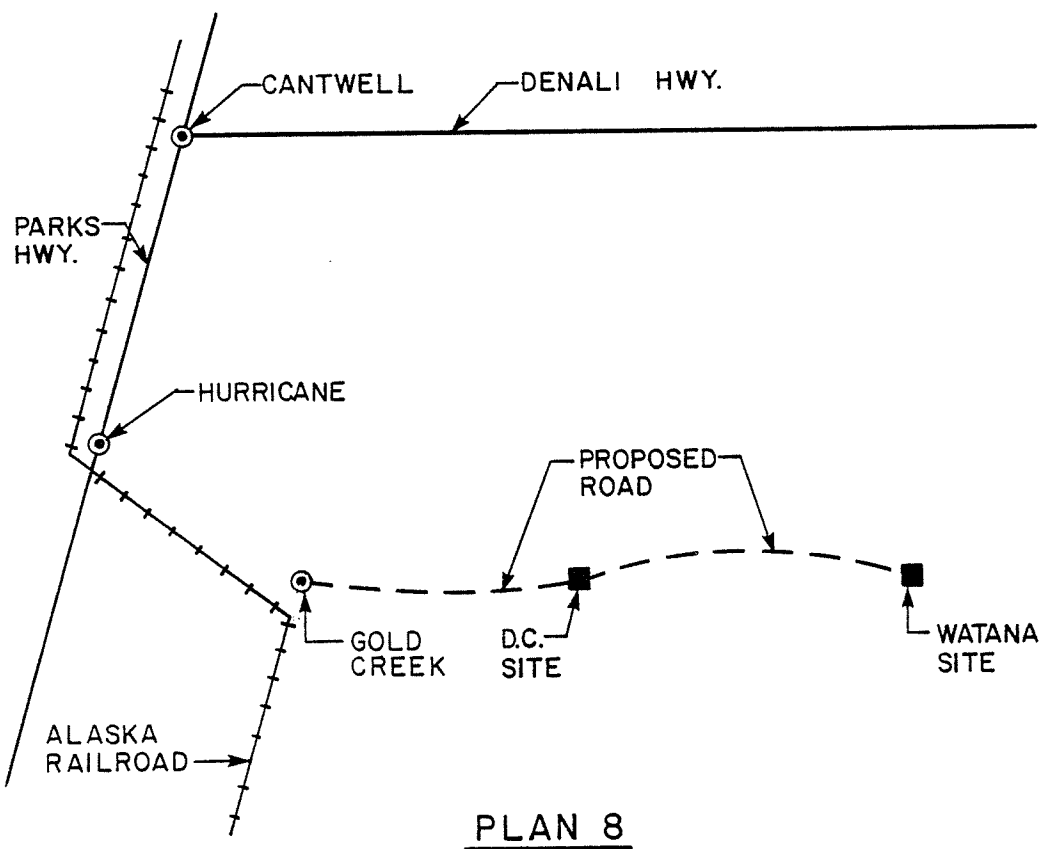 CANTWELL
DENALI HWY.
PARKS
HWY.
HURRICANE
PROPOSED
ROAD
GOLD
CREEK
D.C.
SITE
WATANA
SITE
ALASKA
RAILROAD
PLAN 8